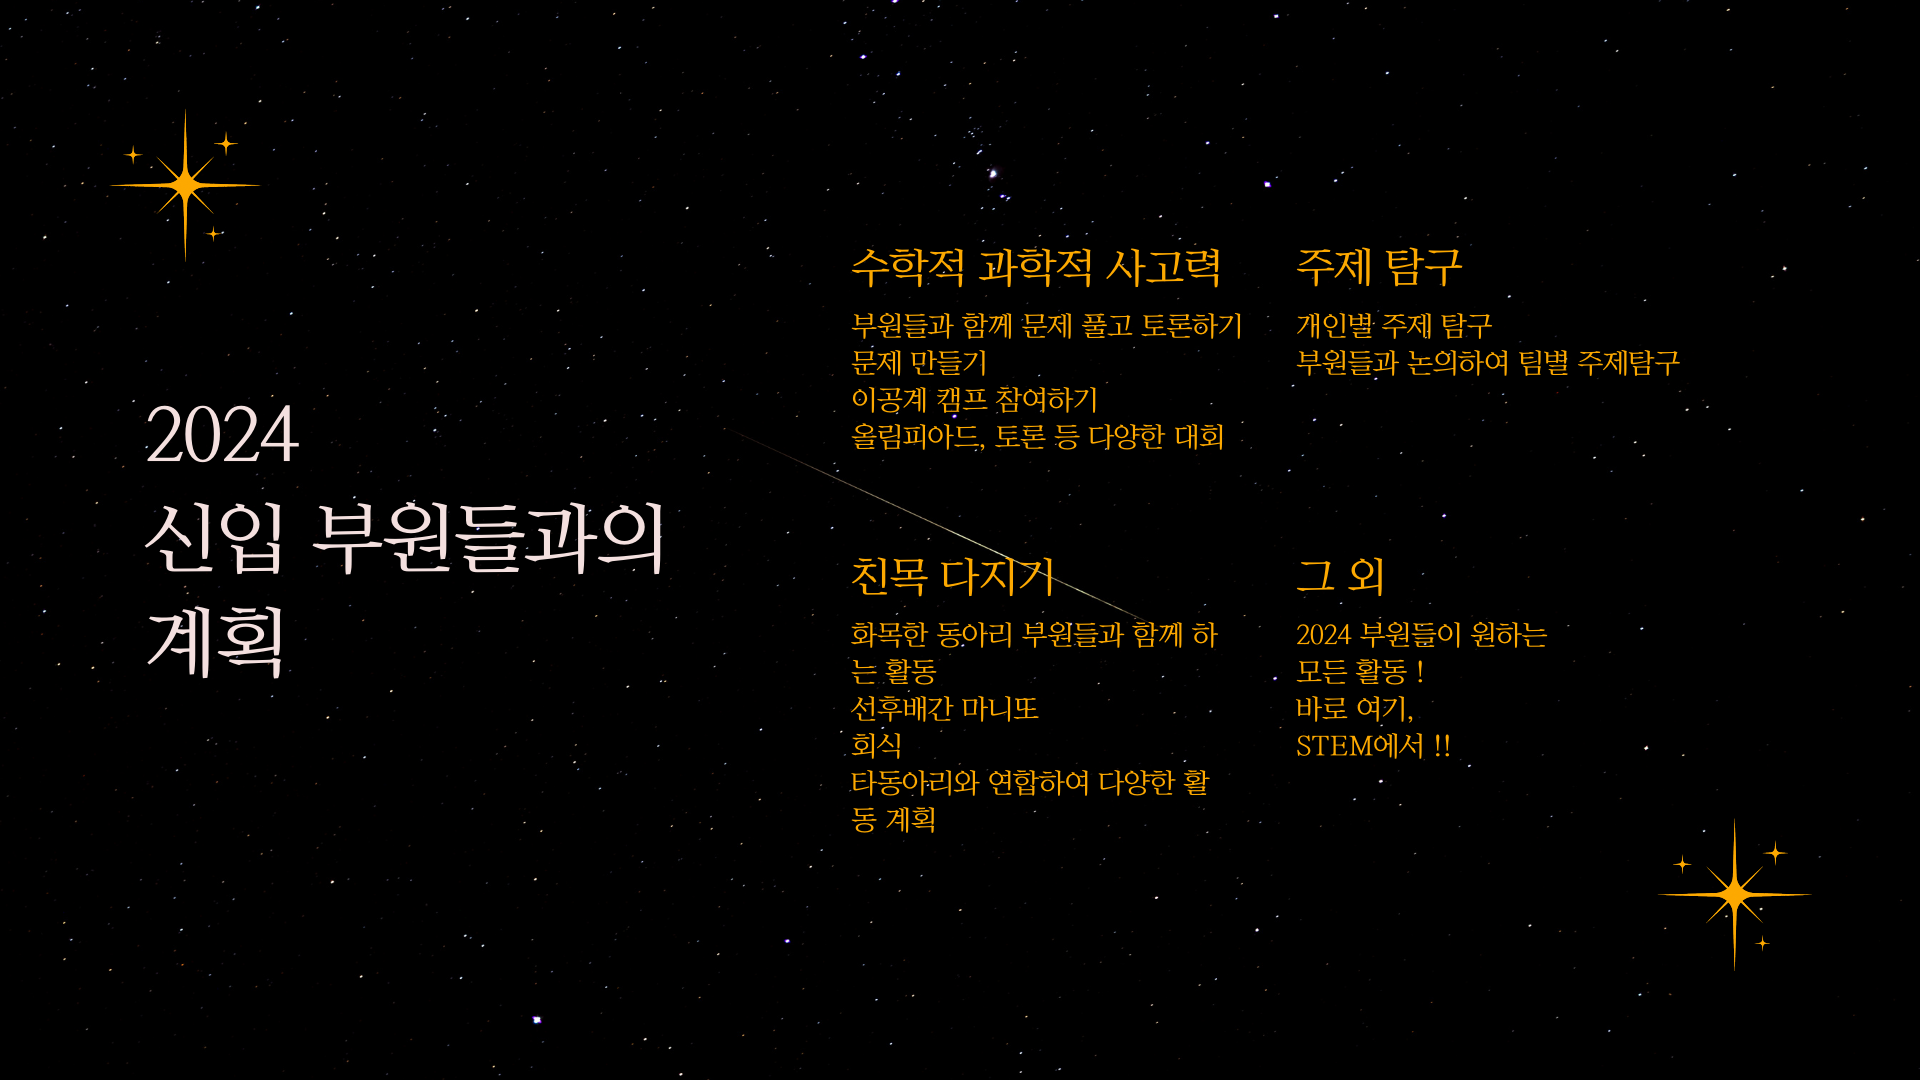 2024
신입 부원들과의
계획
수학적 과학적 사고력
부원들과 함께 문제 풀고 토론하기
문제 만들기
이공계 캠프 참여하기
올림피아드, 토론 등 다양한 대회
주제 탐구
개인별 주제 탐구
부원들과 논의하여 팀별 주제탐구
친목 다지기
화목한 동아리 부원들과 함께 하
는 활동
선후배간 마니또
회식
타동아리와 연합하여 다양한 활
동 계획
그 외
2024 부원들이 원하는
모든 활동 !
바로 여기,
STEM에서 !!